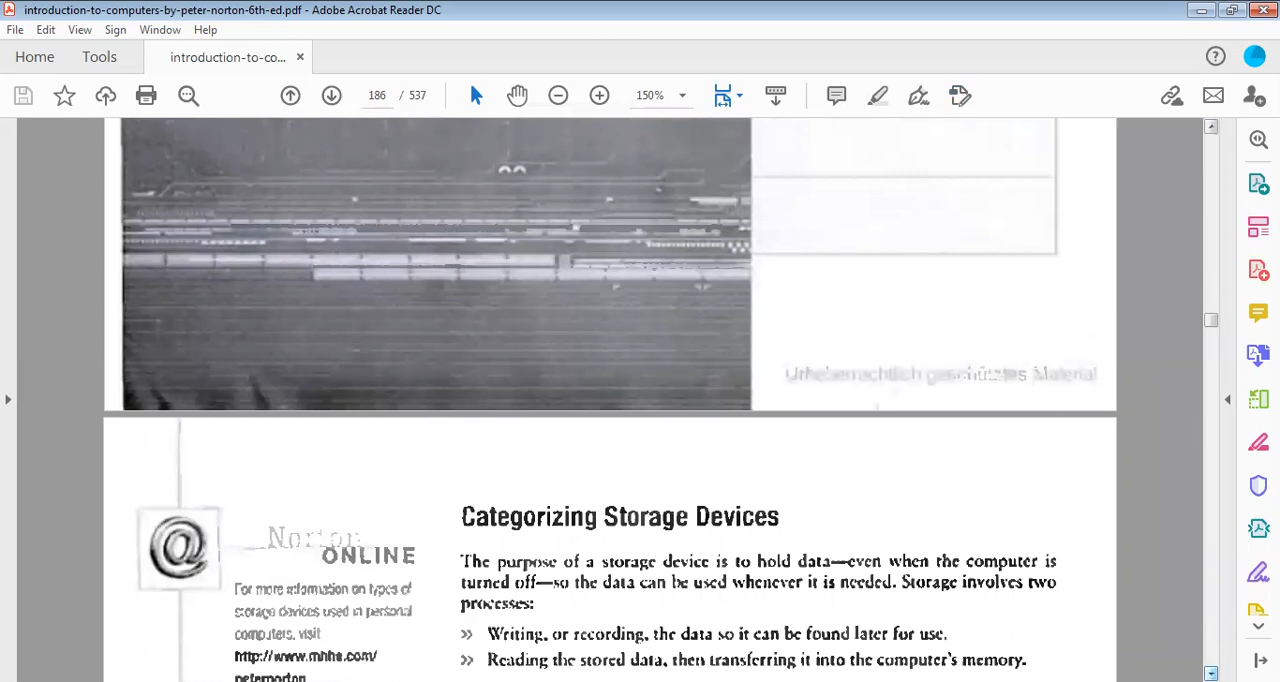 introduction-to-computers-by-peter-norton-6th-ed.pdf - Adobe Acrobat Reader DC
File Edit View Sign Window Help
Home Tools introduction-to-co... ×
186 / 537 150%
Urheberrechtlich geschütztes Material
Norton
ONLINE
For more information on types of
storage devices used in personal
computers, visit
http://www.mhhe.com/
peternorton
Categorizing Storage Devices
The purpose of a storage device is to hold data—even when the computer is
turned off—so the data can be used whenever it is needed. Storage involves two
processes:
» Writing, or recording, the data so it can be found later for use.
» Reading the stored data, then transferring it into the computer's memory.